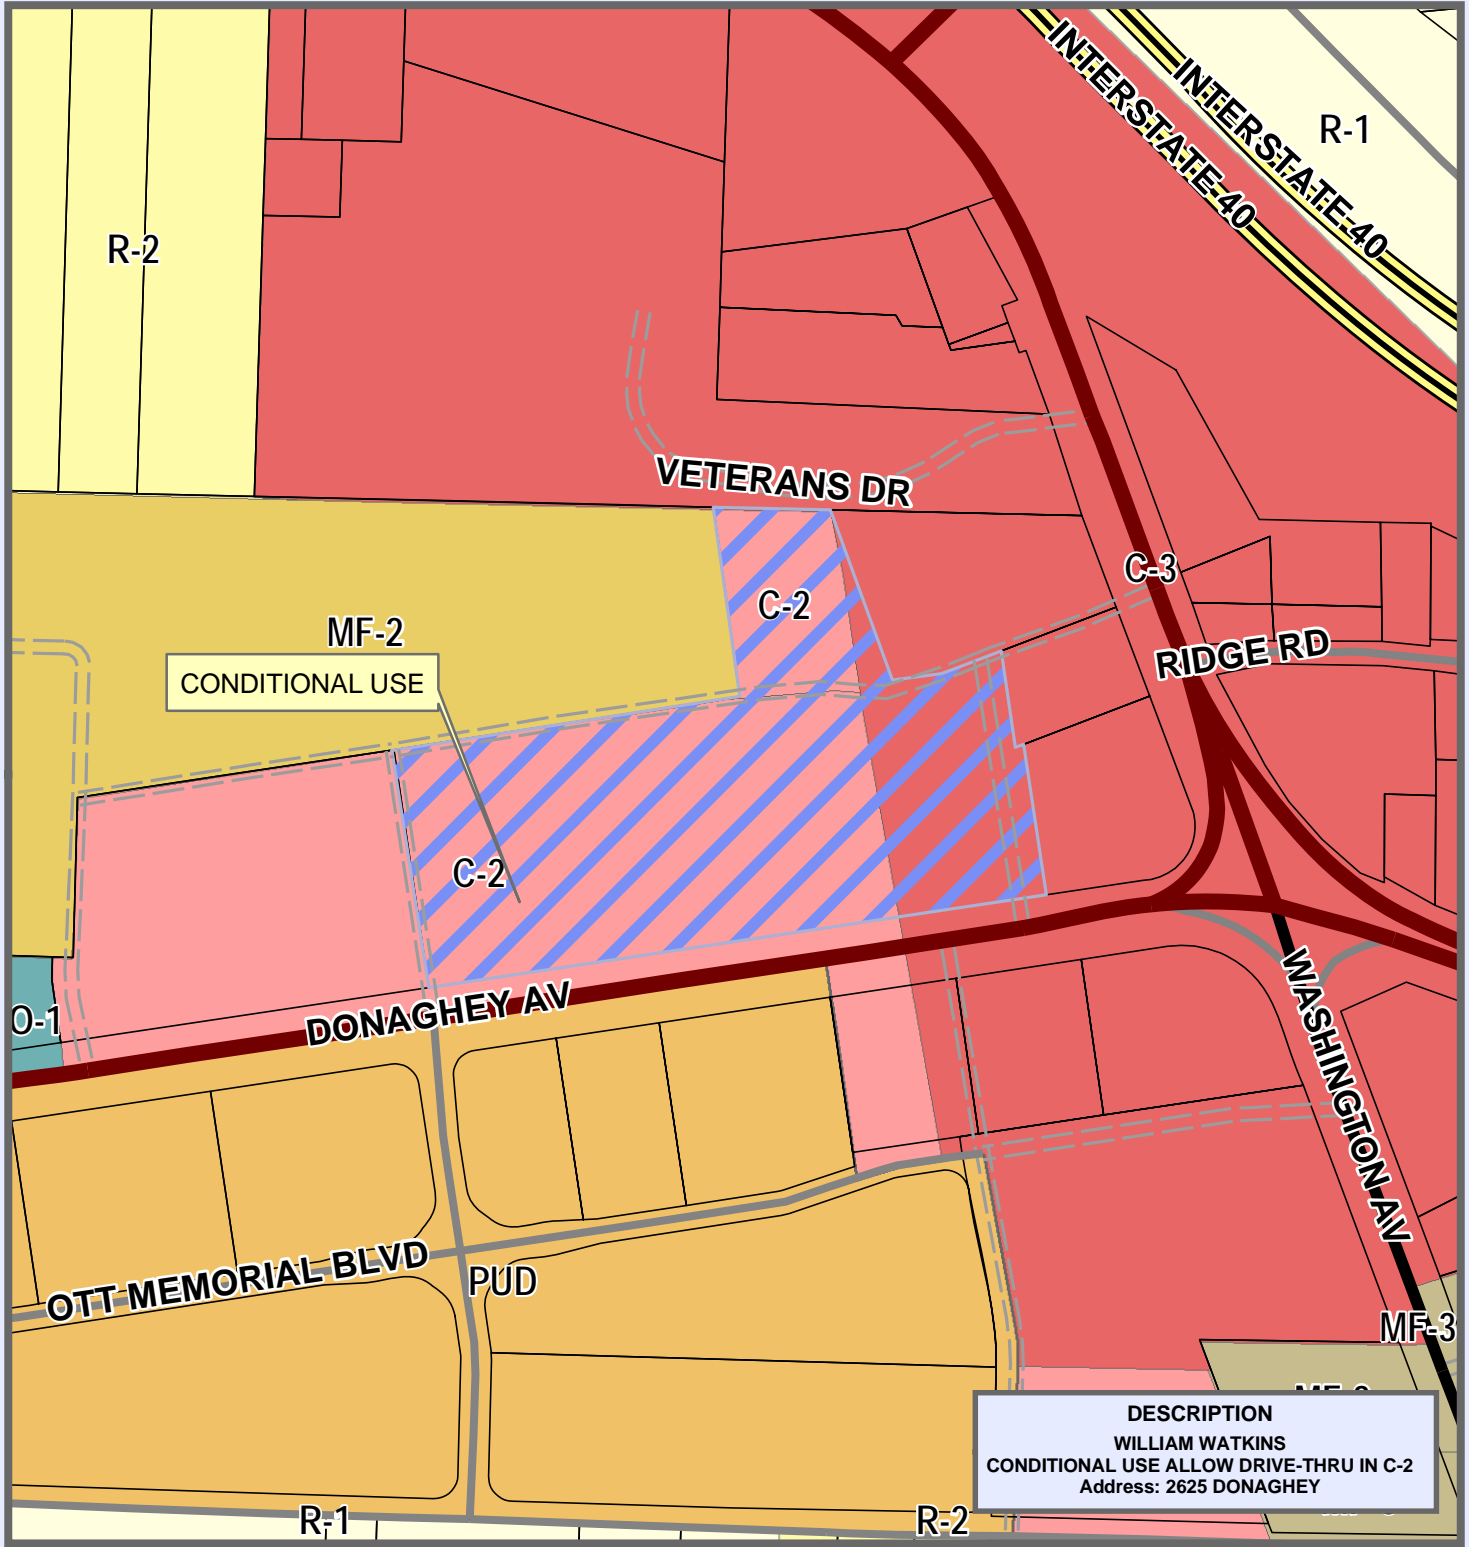 INTERSTATE 40
INTERSTATE 40
R-1
R-2
VETERANS DR
C-3
C-2
MF-2
RIDGE RD
CONDITIONAL USE
C-2
DONAGHEY AV
O-1
WASHINGTON AV
OTT MEMORIAL BLVD
PUD
MF-3
DESCRIPTION
WILLIAM WATKINS
CONDITIONAL USE ALLOW DRIVE-THRU IN C-2
Address: 2625 DONAGHEY
R-1
R-2